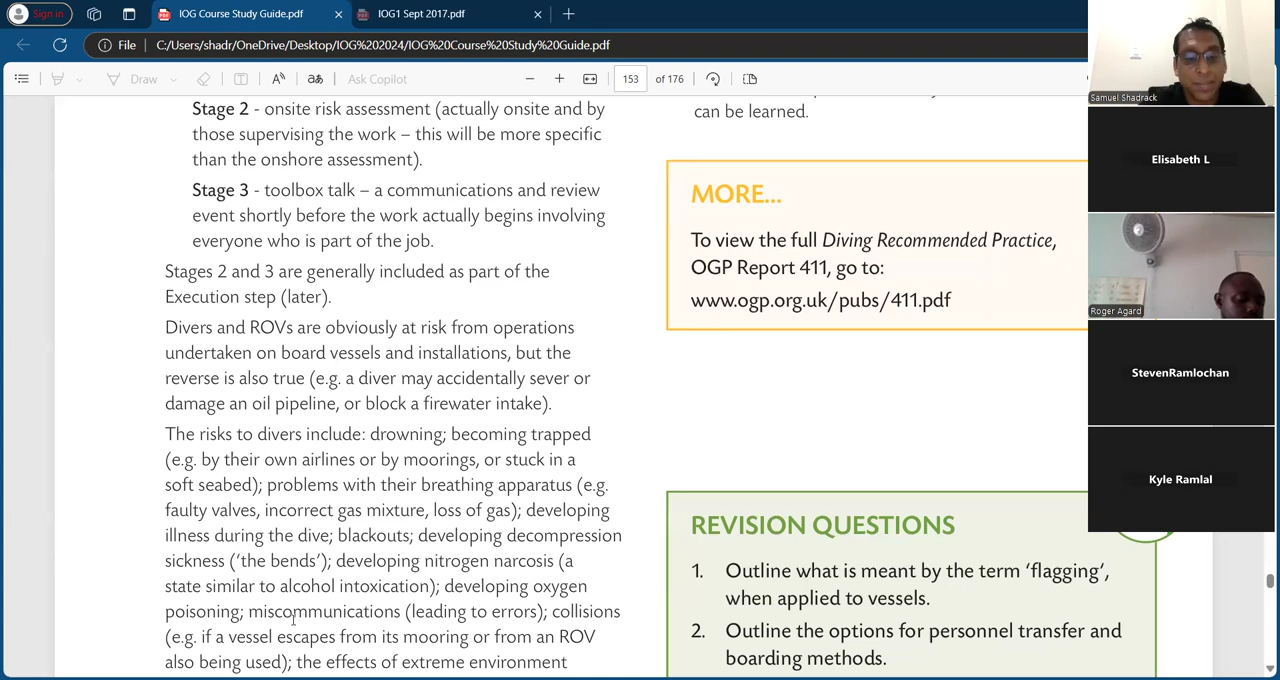 Sign in
IOG Course Study Guide.pdf
IOG1 Sept 2017.pdf
File
C:/Users/shadr/OneDrive/Desktop/IOG%202024/IOG%20Course%20Study%20Guide.pdf
Draw
Ask Copilot
153 of 176
Stage 2 - onsite risk assessment (actually onsite and by
those supervising the work – this will be more specific
than the onshore assessment).
Stage 3 - toolbox talk – a communications and review
event shortly before the work actually begins involving
everyone who is part of the job.
Stages 2 and 3 are generally included as part of the
Execution step (later).
Divers and ROVs are obviously at risk from operations
undertaken on board vessels and installations, but the
reverse is also true (e.g. a diver may accidentally sever or
damage an oil pipeline, or block a firewater intake).
The risks to divers include: drowning; becoming trapped
(e.g. by their own airlines or by moorings, or stuck in a
soft seabed); problems with their breathing apparatus (e.g.
faulty valves, incorrect gas mixture, loss of gas); developing
illness during the dive; blackouts; developing decompression
sickness (‘the bends’); developing nitrogen narcosis (a
state similar to alcohol intoxication); developing oxygen
poisoning; miscommunications (leading to errors); collisions
(e.g. if a vessel escapes from its mooring or from an ROV
also being used); the effects of extreme environment
can be learned.
MORE...
To view the full Diving Recommended Practice,
OGP Report 411, go to:
www.ogp.org.uk/pubs/411.pdf
REVISION QUESTIONS
1. Outline what is meant by the term ‘flagging’,
when applied to vessels.
2. Outline the options for personnel transfer and
boarding methods.
Samuel Shadrack
Elisabeth L
Roger Agard
StevenRamlochan
Kyle Ramlal